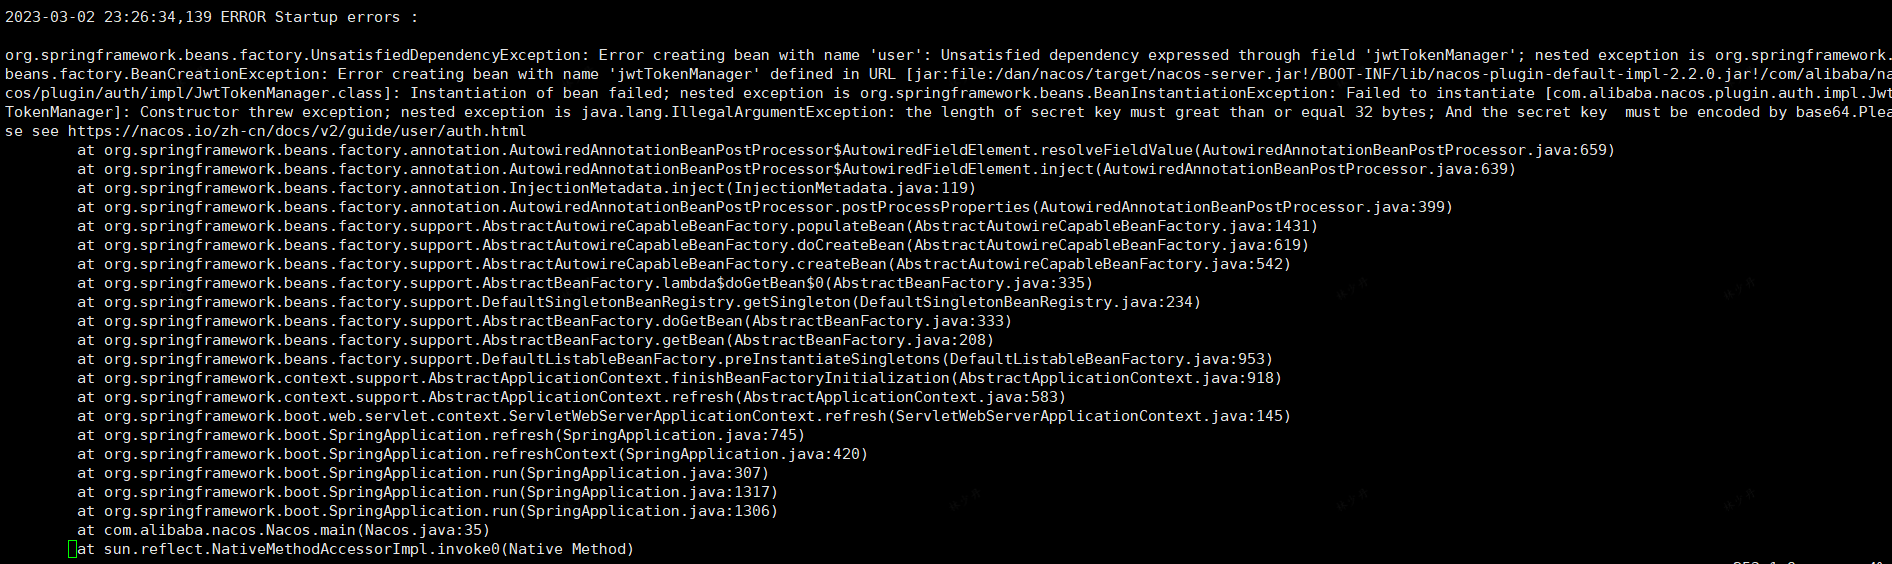 2023-03-02 23:26:34,139 ERROR Startup errors :
org.springframework.beans.factory.UnsatisfiedDependencyException: Error creating bean with name 'user': Unsatisfied dependency expressed through field 'jwtTokenManager'; nested exception is org.springframework.
beans.factory.BeanCreationException: Error creating bean with name 'jwtTokenManager' defined in URL [jar:file:/dan/nacos/target/nacos-server.jar!/BOOT-INF/lib/nacos-plugin-default-impl-2.2.0.jar!/com/alibaba/na
cos/plugin/auth/impl/JwtTokenManager.class]: Instantiation of bean failed; nested exception is org.springframework.beans.BeanInstantiationException: Failed to instantiate [com.alibaba.nacos.plugin.auth.impl.Jwt
TokenManager]: Constructor threw exception; nested exception is java.lang.IllegalArgumentException: the length of secret key must great than or equal 32 bytes; And the secret key  must be encoded by base64.Plea
se see https://nacos.io/zh-cn/docs/v2/guide/user/auth.html
at org.springframework.beans.factory.annotation.AutowiredAnnotationBeanPostProcessor$AutowiredFieldElement.resolveFieldValue(AutowiredAnnotationBeanPostProcessor.java:659)
at org.springframework.beans.factory.annotation.AutowiredAnnotationBeanPostProcessor$AutowiredFieldElement.inject(AutowiredAnnotationBeanPostProcessor.java:639)
at org.springframework.beans.factory.annotation.InjectionMetadata.inject(InjectionMetadata.java:119)
at org.springframework.beans.factory.annotation.AutowiredAnnotationBeanPostProcessor.postProcessProperties(AutowiredAnnotationBeanPostProcessor.java:399)
at org.springframework.beans.factory.support.AbstractAutowireCapableBeanFactory.populateBean(AbstractAutowireCapableBeanFactory.java:1431)
at org.springframework.beans.factory.support.AbstractAutowireCapableBeanFactory.doCreateBean(AbstractAutowireCapableBeanFactory.java:619)
at org.springframework.beans.factory.support.AbstractAutowireCapableBeanFactory.createBean(AbstractAutowireCapableBeanFactory.java:542)
at org.springframework.beans.factory.support.AbstractBeanFactory.lambda$doGetBean$0(AbstractBeanFactory.java:335)
at org.springframework.beans.factory.support.DefaultSingletonBeanRegistry.getSingleton(DefaultSingletonBeanRegistry.java:234)
at org.springframework.beans.factory.support.AbstractBeanFactory.doGetBean(AbstractBeanFactory.java:333)
at org.springframework.beans.factory.support.AbstractBeanFactory.getBean(AbstractBeanFactory.java:208)
at org.springframework.beans.factory.support.DefaultListableBeanFactory.preInstantiateSingletons(DefaultListableBeanFactory.java:953)
at org.springframework.context.support.AbstractApplicationContext.finishBeanFactoryInitialization(AbstractApplicationContext.java:918)
at org.springframework.context.support.AbstractApplicationContext.refresh(AbstractApplicationContext.java:583)
at org.springframework.boot.web.servlet.context.ServletWebServerApplicationContext.refresh(ServletWebServerApplicationContext.java:145)
at org.springframework.boot.SpringApplication.refresh(SpringApplication.java:745)
at org.springframework.boot.SpringApplication.refreshContext(SpringApplication.java:420)
at org.springframework.boot.SpringApplication.run(SpringApplication.java:307)
at org.springframework.boot.SpringApplication.run(SpringApplication.java:1317)
at org.springframework.boot.SpringApplication.run(SpringApplication.java:1306)
at com.alibaba.nacos.Nacos.main(Nacos.java:35)
at sun.reflect.NativeMethodAccessorImpl.invoke0(Native Method)